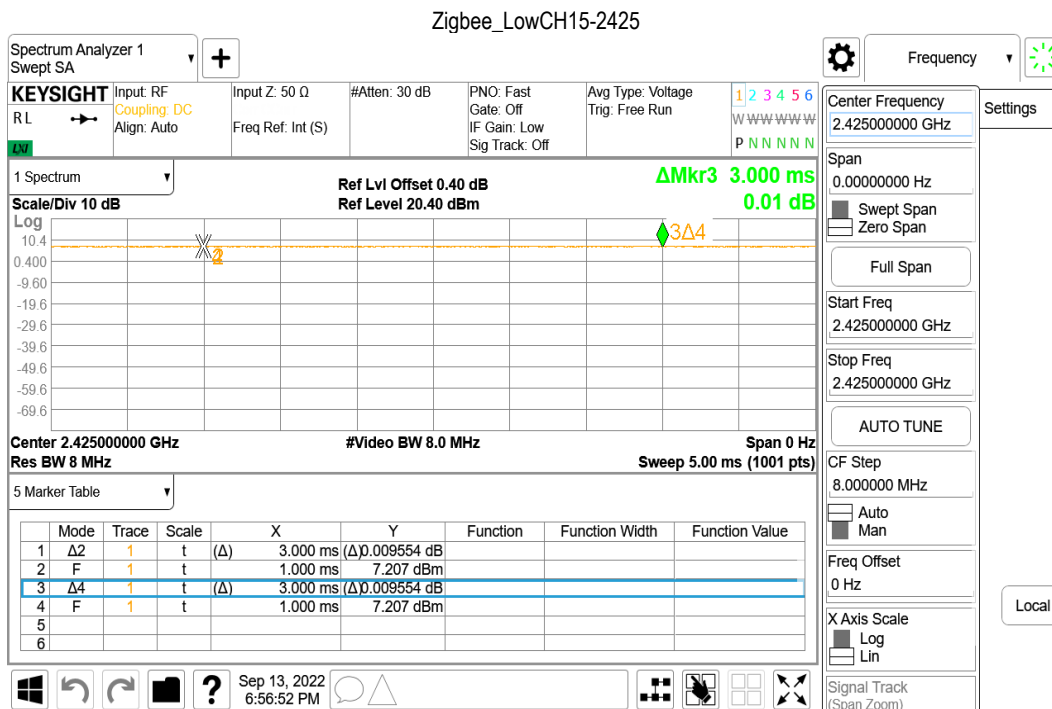 Zigbee_LowCH15-2425
Spectrum Analyzer 1
Swept SA
Frequency
KEYSIGHT
RL
LXI
Input: RF
Coupling: DC
Align: Auto
Input Z: 50 Ω
Freq Ref: Int (S)
#Atten: 30 dB
PNO: Fast
Gate: Off
IF Gain: Low
Sig Track: Off
Avg Type: Voltage
Trig: Free Run
1 2 3 4 5 6
W W W W W W
P N N N N N
Center Frequency
2.425000000 GHz
Settings
1 Spectrum
Scale/Div 10 dB
Ref Lvl Offset 0.40 dB
Ref Level 20.40 dBm
ΔMkr3 3.000 ms
0.01 dB
Log
10.4
0.400
-9.60
-19.6
-29.6
-39.6
-49.6
-59.6
-69.6
3Δ4
Center 2.425000000 GHz
#Video BW 8.0 MHz
Span 0 Hz
Res BW 8 MHz
Sweep 5.00 ms (1001 pts)
Span
0.00000000 Hz
Swept Span
Zero Span
Full Span
Start Freq
2.425000000 GHz
Stop Freq
2.425000000 GHz
AUTO TUNE
CF Step
8.000000 MHz
Auto
Man
Freq Offset
0 Hz
X Axis Scale
Log
Lin
Signal Track
(Span Zoom)
Local
5 Marker Table
Mode Trace Scale X Y Function Function Width Function Value
1 Δ2 1 t (Δ) 3.000 ms (Δ) 0.009554 dB
2 F 1 t 1.000 ms 7.207 dBm
3 Δ4 1 t (Δ) 3.000 ms (Δ) 0.009554 dB
4 F 1 t 1.000 ms 7.207 dBm
5
6
?
Sep 13, 2022
6:56:52 PM